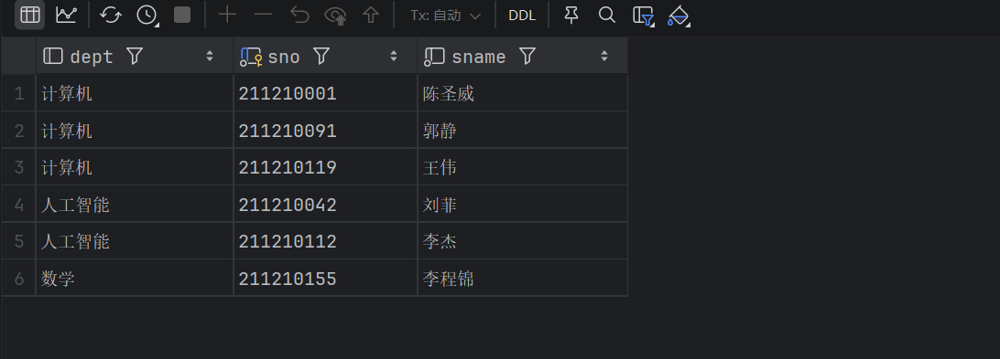 Tx: 自动 DDL
dept sno sname
1 计算机 211210001 陈圣威
2 计算机 211210091 郭静
3 计算机 211210119 王伟
4 人工智能 211210042 刘菲
5 人工智能 211210112 李杰
6 数学 211210155 李程锦